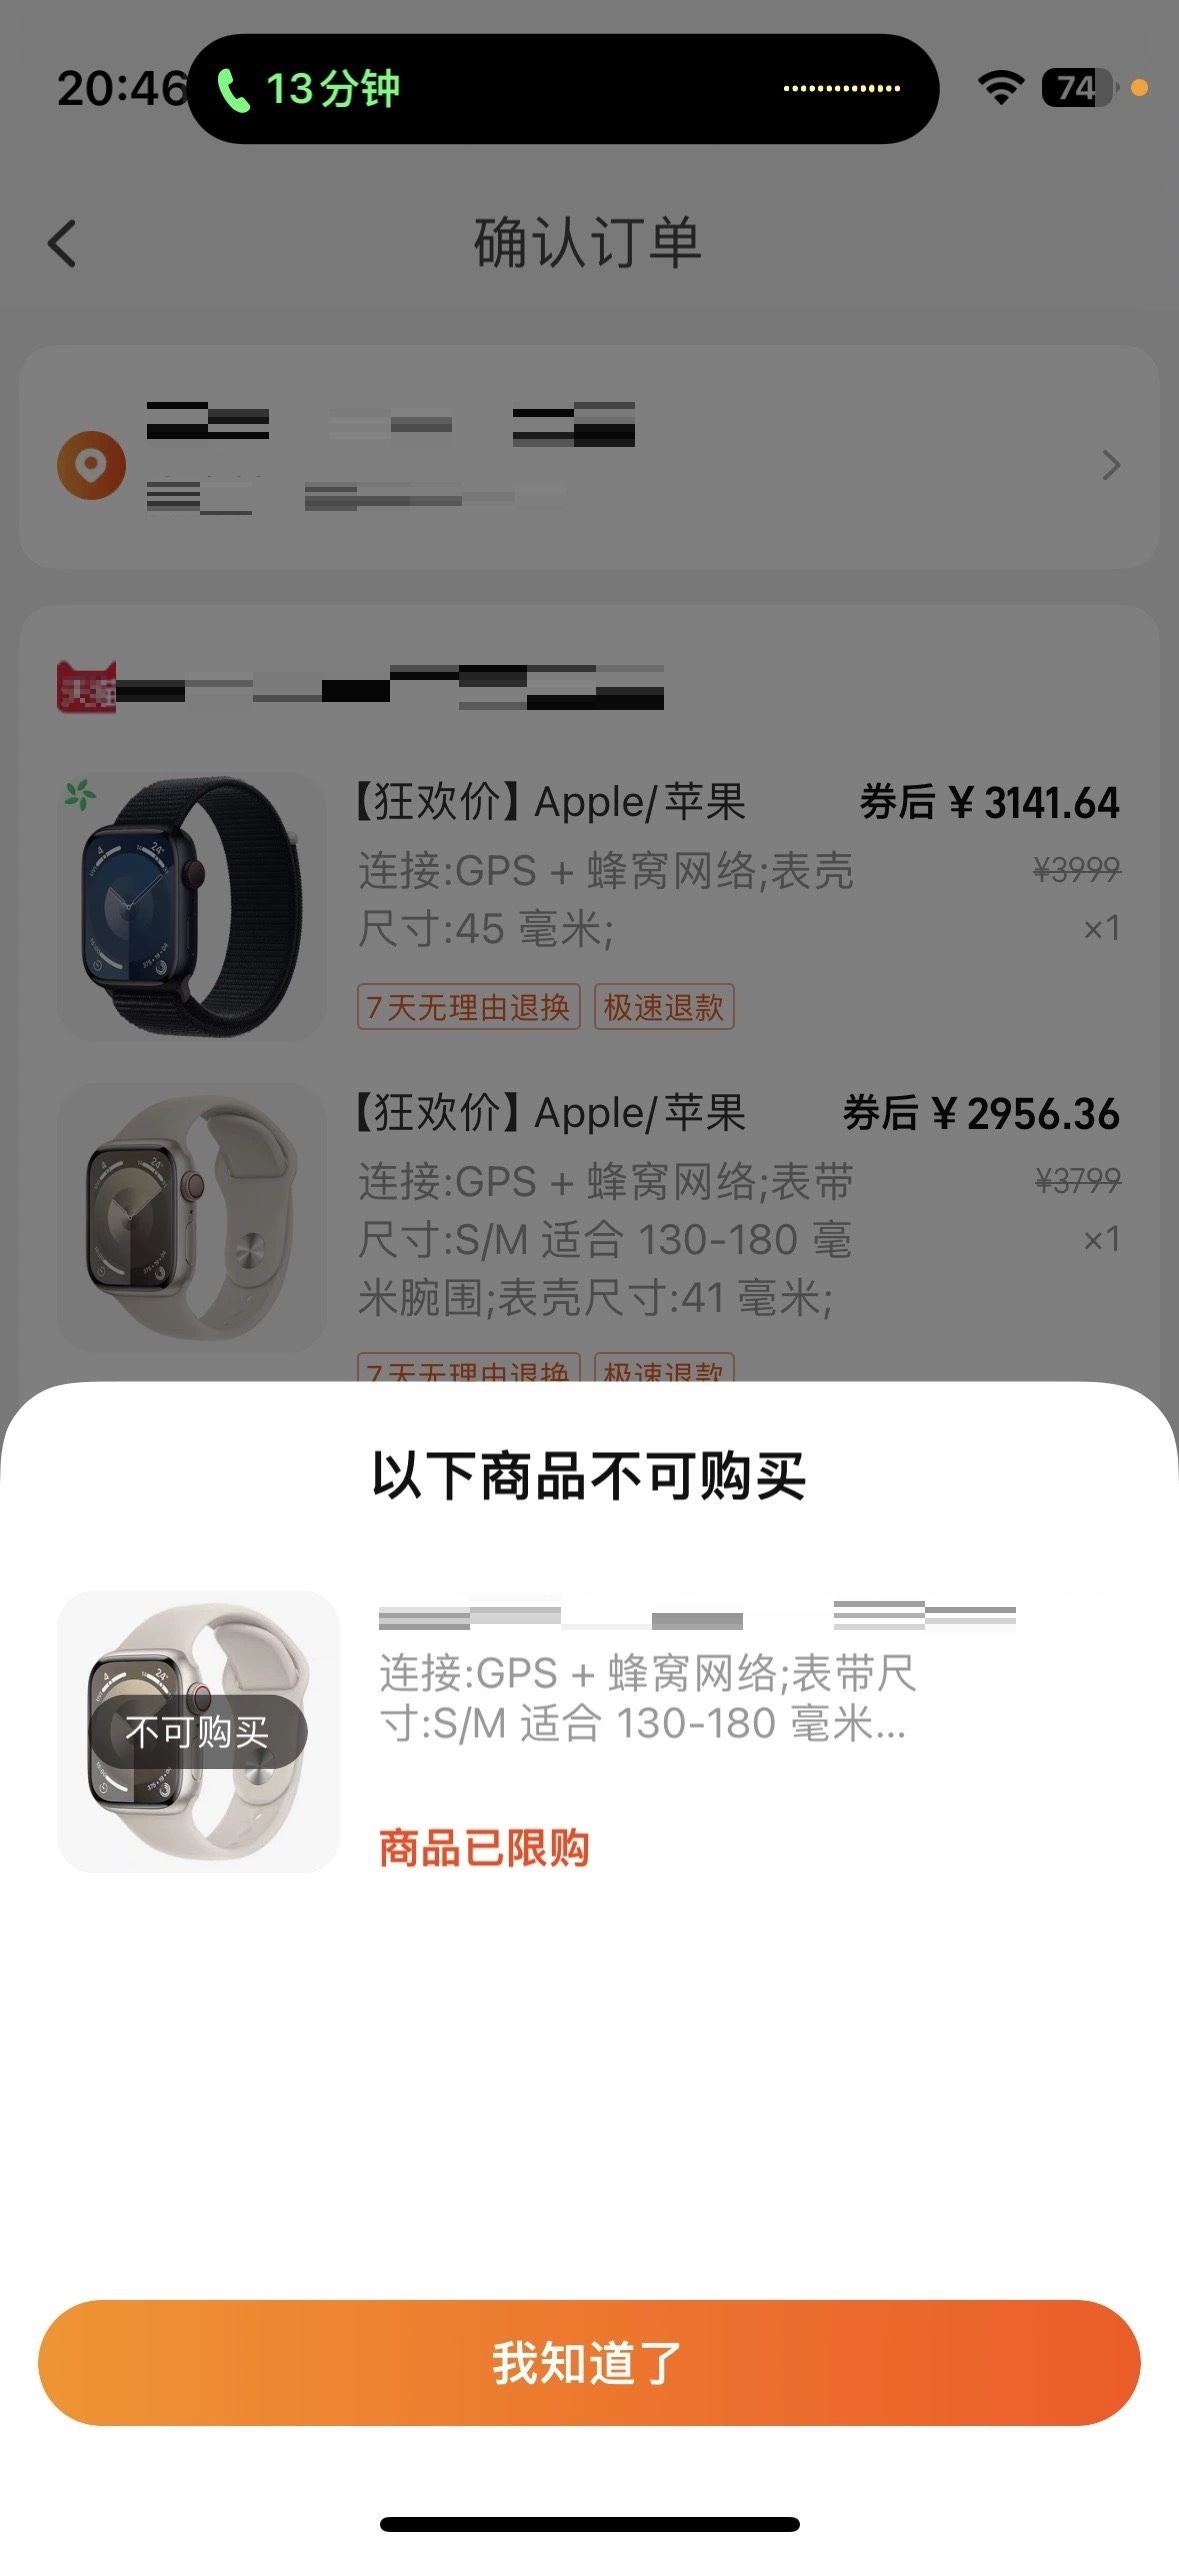 20:46
13分钟
74
确认订单
【狂欢价】Apple/苹果
券后 ¥ 3141.64
连接:GPS + 蜂窝网络;表壳
¥3999
尺寸:45 毫米;
×1
7天无理由退换
极速退款
【狂欢价】Apple/苹果
券后 ¥ 2956.36
连接:GPS + 蜂窝网络;表带
¥3799
尺寸:S/M 适合 130-180 毫
×1
米腕围;表壳尺寸:41 毫米;
7天无理由退换
极速退款
以下商品不可购买
连接:GPS + 蜂窝网络;表带尺
寸:S/M 适合 130-180 毫米...
不可购买
商品已限购
我知道了